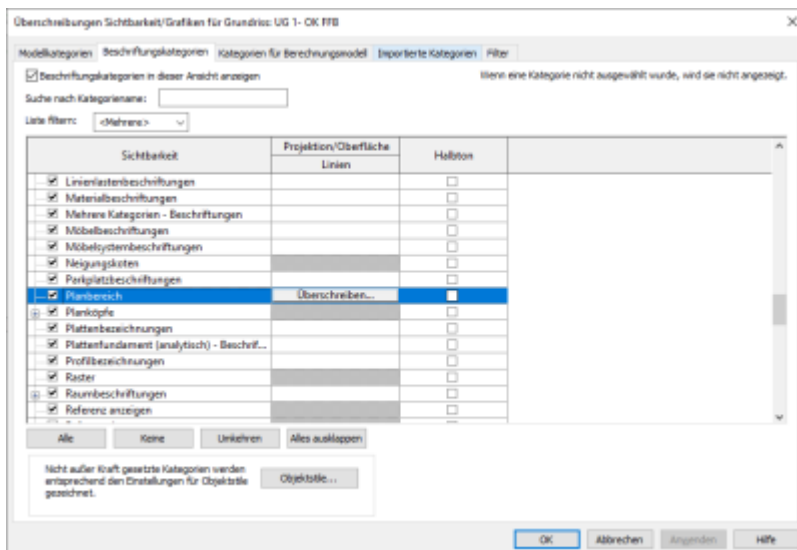 Überschreibungen Sichtbarkeit/Grafiken für Grundriss: UG 1- OK FFB
Modellkategorien Beschriftungskategorien Kategorien für Berechnungsmodell Importierte Kategorien Filter
Beschriftungskategorien in dieser Ansicht anzeigen Wenn eine Kategorie nicht ausgewählt wurde, wird sie nicht angezeigt.
Suche nach Kategoriename:
Liste filtern: <Mehrere>
Sichtbarkeit Projektion/Oberfläche Halbton
Linien
Linienlastenbeschriftungen
Materialbeschriftungen
Mehrere Kategorien - Beschriftungen
Möbelbeschriftungen
Möbelsystembeschriftungen
Neigungskoten
Parkplatzbeschriftungen
Planbereich Überschreiben...
Planköpfe
Plattenbezeichnungen
Plattenfundament (analytisch) - Beschrif...
Profilbezeichnungen
Raster
Raumbeschriftungen
Referenz anzeigen
Alle Keine Umkehren Alles ausklappen
Nicht außer Kraft gesetzte Kategorien werden
entsprechend den Einstellungen für Objektstile
gezeichnet.
Objektstile...
OK Abbrechen Anwenden Hilfe